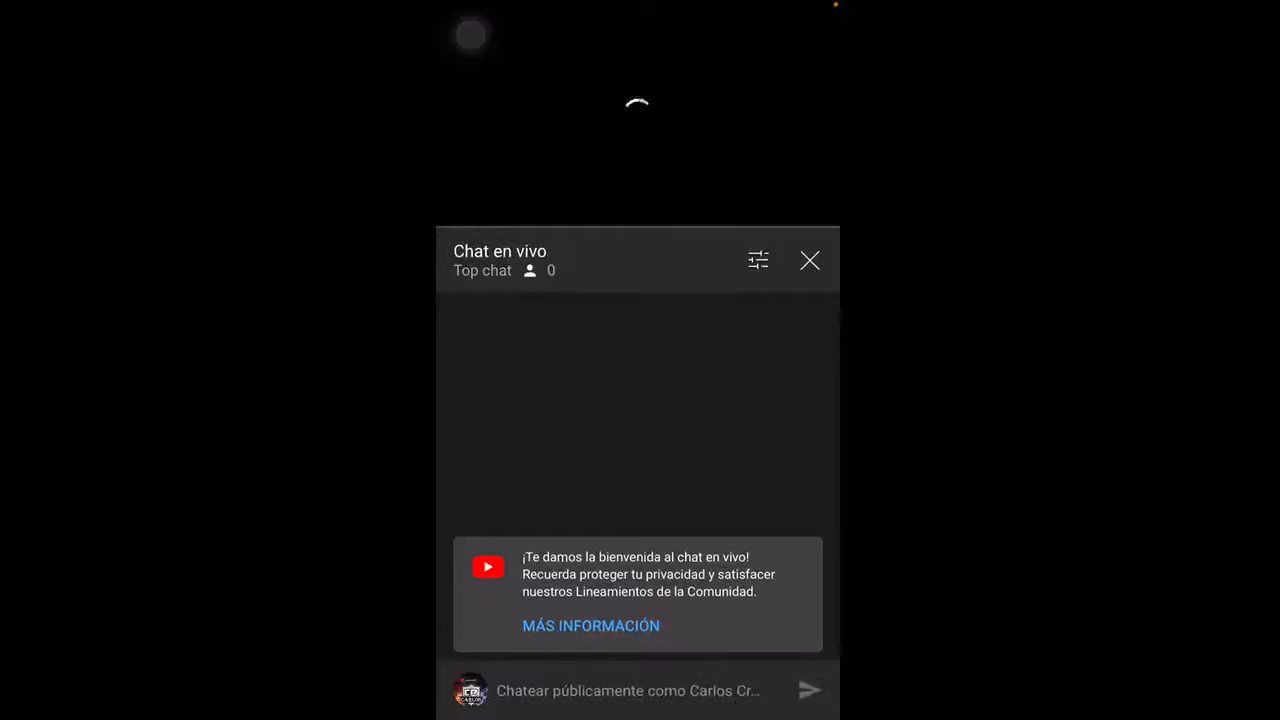 Chat en vivo
Top chat 0
¡Te damos la bienvenida al chat en vivo!
Recuerda proteger tu privacidad y satisfacer
nuestros Lineamientos de la Comunidad.
MÁS INFORMACIÓN
CARLOS
Chatear públicamente como Carlos Cr...